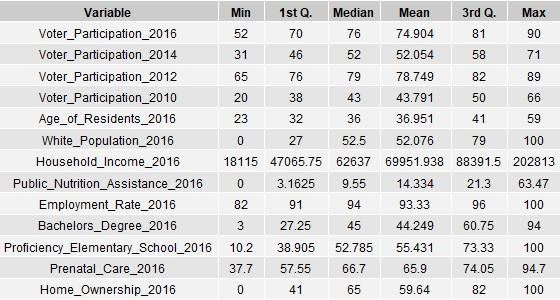 Variable Min 1st Q. Median Mean 3rd Q. Max
Voter_Participation_2016 52 70 76 74.904 81 90
Voter_Participation_2014 31 46 52 52.054 58 71
Voter_Participation_2012 65 76 79 78.749 82 89
Voter_Participation_2010 20 38 43 43.791 50 66
Age_of_Residents_2016 23 32 36 36.951 41 59
White_Population_2016 0 27 52.5 52.076 79 100
Household_Income_2016 18115 47065.75 62637 69951.938 88391.5 202813
Public_Nutrition_Assistance_2016 0 3.1625 9.55 14.334 21.3 63.47
Employment_Rate_2016 82 91 94 93.33 96 100
Bachelors_Degree_2016 3 27.25 45 44.249 60.75 94
Proficiency_Elementary_School_2016 10.2 38.905 52.785 55.431 73.33 100
Prenatal_Care_2016 37.7 57.55 66.7 65.9 74.05 94.7
Home_Ownership_2016 0 41 65 59.64 82 100